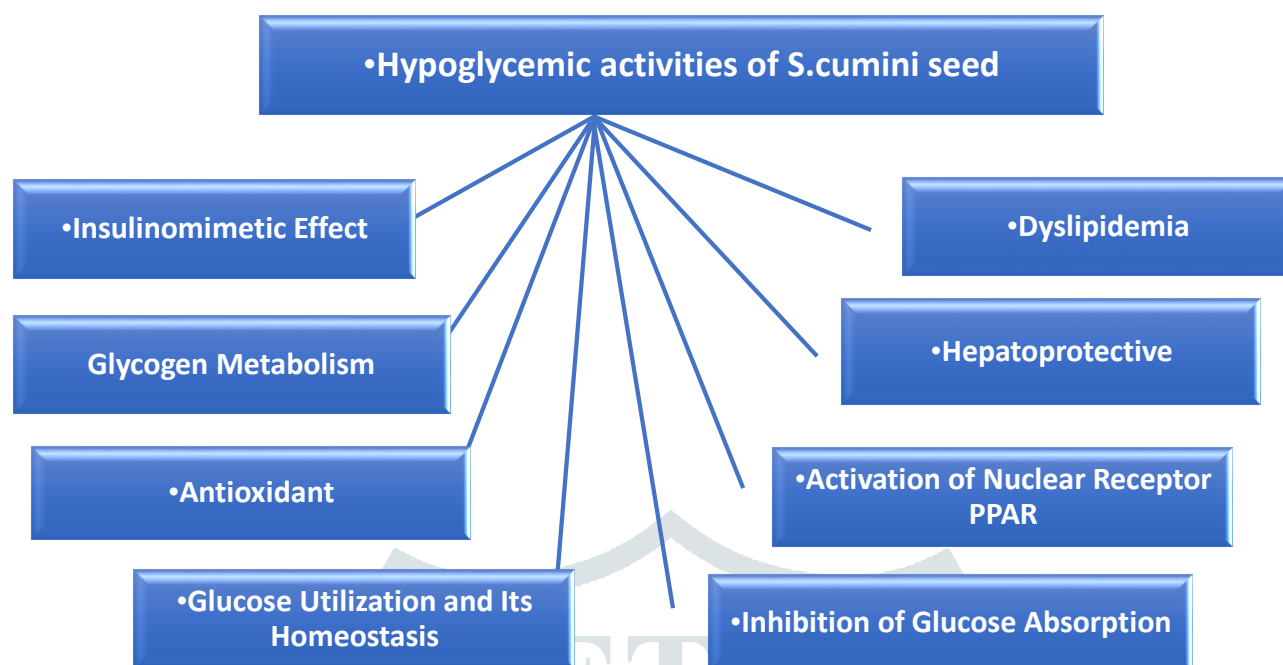 •Hypoglycemic activities of S.cumini seed
•Insulinomimetic Effect
•Dyslipidemia
Glycogen Metabolism
•Hepatoprotective
•Antioxidant
•Activation of Nuclear Receptor
PPAR
•Glucose Utilization and Its
Homeostasis
•Inhibition of Glucose Absorption